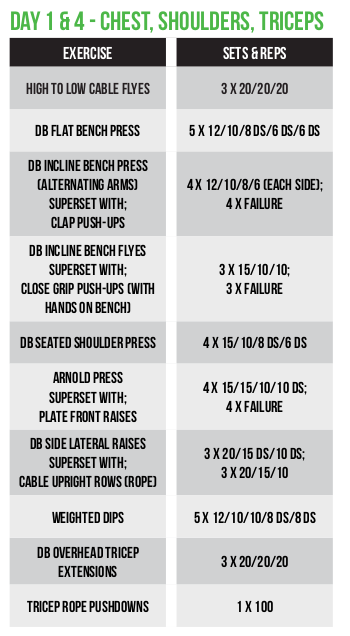 DAY 1 & 4 - CHEST, SHOULDERS, TRICEPS
EXERCISE
SETS & REPS
HIGH TO LOW CABLE FLYES
3 X 20/20/20
DB FLAT BENCH PRESS
5 X 12/10/8 DS/6 DS/6 DS
DB INCLINE BENCH PRESS
(ALTERNATING ARMS)
SUPERSET WITH;
CLAP PUSH-UPS
4 X 12/10/8/6 (EACH SIDE);
4 X FAILURE
DB INCLINE BENCH FLYES
SUPERSET WITH;
CLOSE GRIP PUSH-UPS (WITH
HANDS ON BENCH)
3 X 15/10/10;
3 X FAILURE
DB SEATED SHOULDER PRESS
4 X 15/10/8 DS/6 DS
ARNOLD PRESS
SUPERSET WITH;
PLATE FRONT RAISES
4 X 15/15/10/10 DS;
4 X FAILURE
DB SIDE LATERAL RAISES
SUPERSET WITH;
CABLE UPRIGHT ROWS (ROPE)
3 X 20/15 DS/10 DS;
3 X 20/15/10
WEIGHTED DIPS
5 X 12/10/10/8 DS/8 DS
DB OVERHEAD TRICEP
EXTENSIONS
3 X 20/20/20
TRICEP ROPE PUSHDOWNS
1 X 100